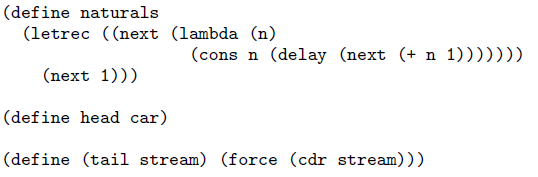 (define naturals
  (letrec ((next (lambda (n)
                   (cons n (delay (next (+ n 1)))))))
    (next 1)))
(define head car)
(define (tail stream) (force (cdr stream)))